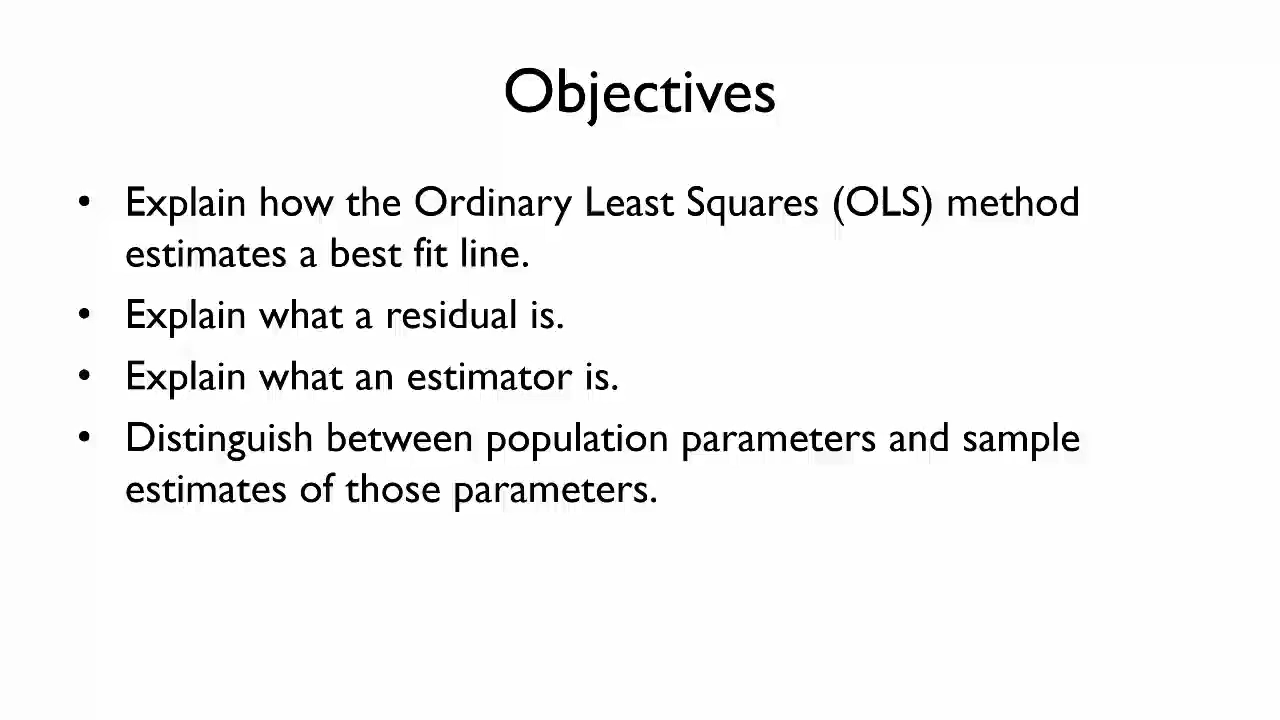 Objectives
• Explain how the Ordinary Least Squares (OLS) method
estimates a best fit line.
• Explain what a residual is.
• Explain what an estimator is.
• Distinguish between population parameters and sample
estimates of those parameters.